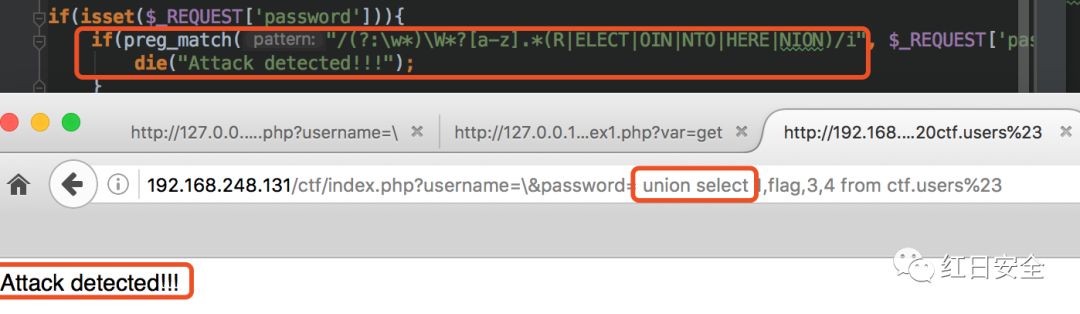 if(isset($_REQUEST['password'])){
if(preg_match( pattern: "/(?:\w*)\W*?[a-z].*(R|ELECT|OIN|NTO|HERE|NION)/i", $_REQUEST['pas
die("Attack detected!!!");
}
http://127.0.0.....php?username=\ × http://127.0.0.1...ex1.php?var=get × http://192.168....20ctf.users%23 ×
192.168.248.131/ctf/index.php?username=\&password= union select 1,flag,3,4 from ctf.users%23
Attack detected!!!
红日安全